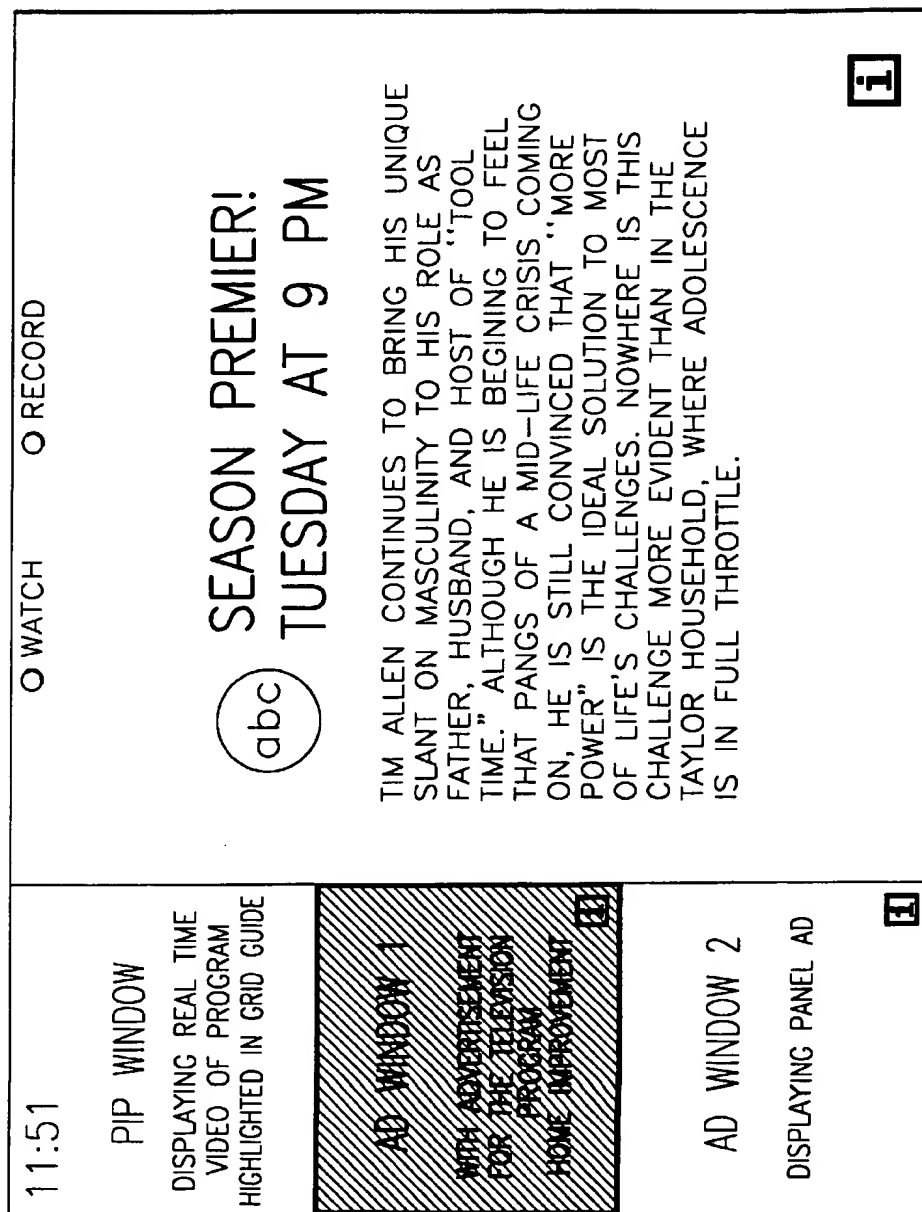 11:51
O WATCH
O RECORD
PIP WINDOW
DISPLAYING REAL TIME
VIDEO OF PROGRAM
HIGHLIGHTED IN GRID GUIDE
AD WINDOW 1
WITH ADVERTISEMENT
FOR THE TELEVISION
PROGRAM
HOME IMPROVEMENT
i
AD WINDOW 2
DISPLAYING PANEL AD
i
abc
SEASON PREMIER!
TUESDAY AT 9 PM
TIM ALLEN CONTINUES TO BRING HIS UNIQUE
SLANT ON MASCULINITY TO HIS ROLE AS
FATHER, HUSBAND, AND HOST OF ''TOOL
TIME.” ALTHOUGH HE IS BEGINING TO FEEL
THAT PANGS OF A MID–LIFE CRISIS COMING
ON, HE IS STILL CONVINCED THAT ''MORE
POWER” IS THE IDEAL SOLUTION TO MOST
OF LIFE'S CHALLENGES. NOWHERE IS THIS
CHALLENGE MORE EVIDENT THAN IN THE
TAYLOR HOUSEHOLD, WHERE ADOLESCENCE
IS IN FULL THROTTLE.
i